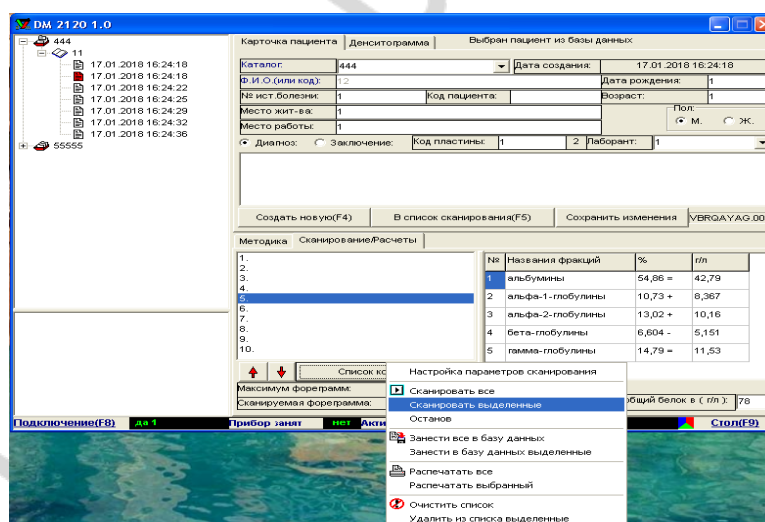 DM 2120 1.0
444
11
17.01.2018 16:24:18
17.01.2018 16:24:18
17.01.2018 16:24:22
17.01.2018 16:24:25
17.01.2018 16:24:29
17.01.2018 16:24:32
17.01.2018 16:24:36
55555
Карточка пациента Денситограмма Выбран пациент из базы данных
Каталог: 444 Дата создания: 17.01.2018 16:24:18
Ф.И.О.(или код): 12 Дата рождения: 1
№ ист.болезни: 1 Код пациента: Возраст: 1
Место жит-ва: 1 Пол:
Место работы: 1 М. Ж.
Диагноз: Заключение: Код пластины: 1 2 Лаборант: 1
Создать новую(F4) В список сканирования(F5) Сохранить изменения VBRQAYAG.00
Методика Сканирование/Расчеты
1.
2.
3.
4.
5.
6.
7.
8.
9.
10.
№ Названия фракций % г/л
1 альбумины 54,86 = 42,79
2 альфа-1-глобулины 10,73 + 8,367
3 альфа-2-глобулины 13,02 + 10,16
4 бета-глобулины 6,604 - 5,151
5 гамма-глобулины 14,79 = 11,53
Список
Максимум фореграмм:
Сканируемая фореграмма: общий белок в ( г/л ): 78
Настройка параметров сканирования
Сканировать все
Сканировать выделенные
Останов
Занести все в базу данных
Занести в базу данных выделенные
Распечатать все
Распечатать выбранный
Очистить список
Удалить из списка выделенные
Подключение(F8) да 1 Прибор занят нет Стол(F9)